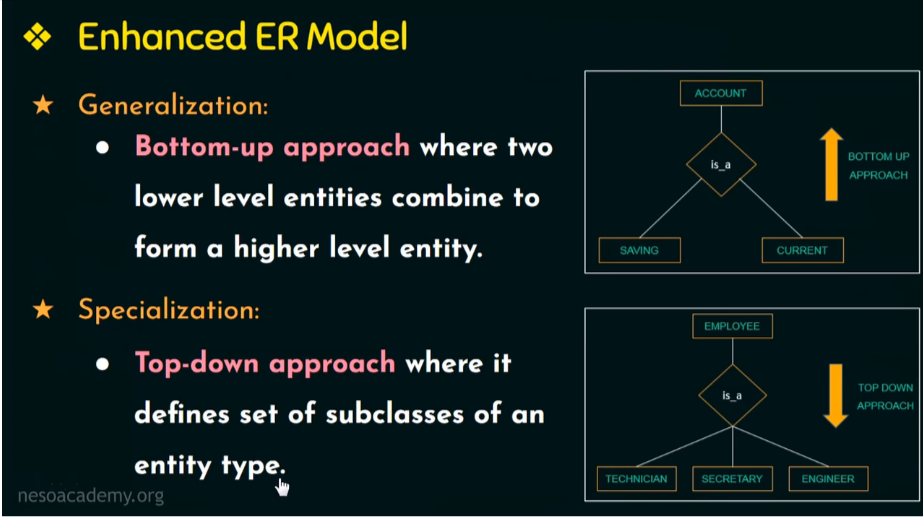 ❖ Enhanced ER Model
★ Generalization:
● Bottom-up approach where two
lower level entities combine to
form a higher level entity.
ACCOUNT
is_a
SAVING
CURRENT
BOTTOM UP
APPROACH
★ Specialization:
● Top-down approach where it
defines set of subclasses of an
entity type.
EMPLOYEE
is_a
TECHNICIAN
SECRETARY
ENGINEER
TOP DOWN
APPROACH
nesoacademy.org